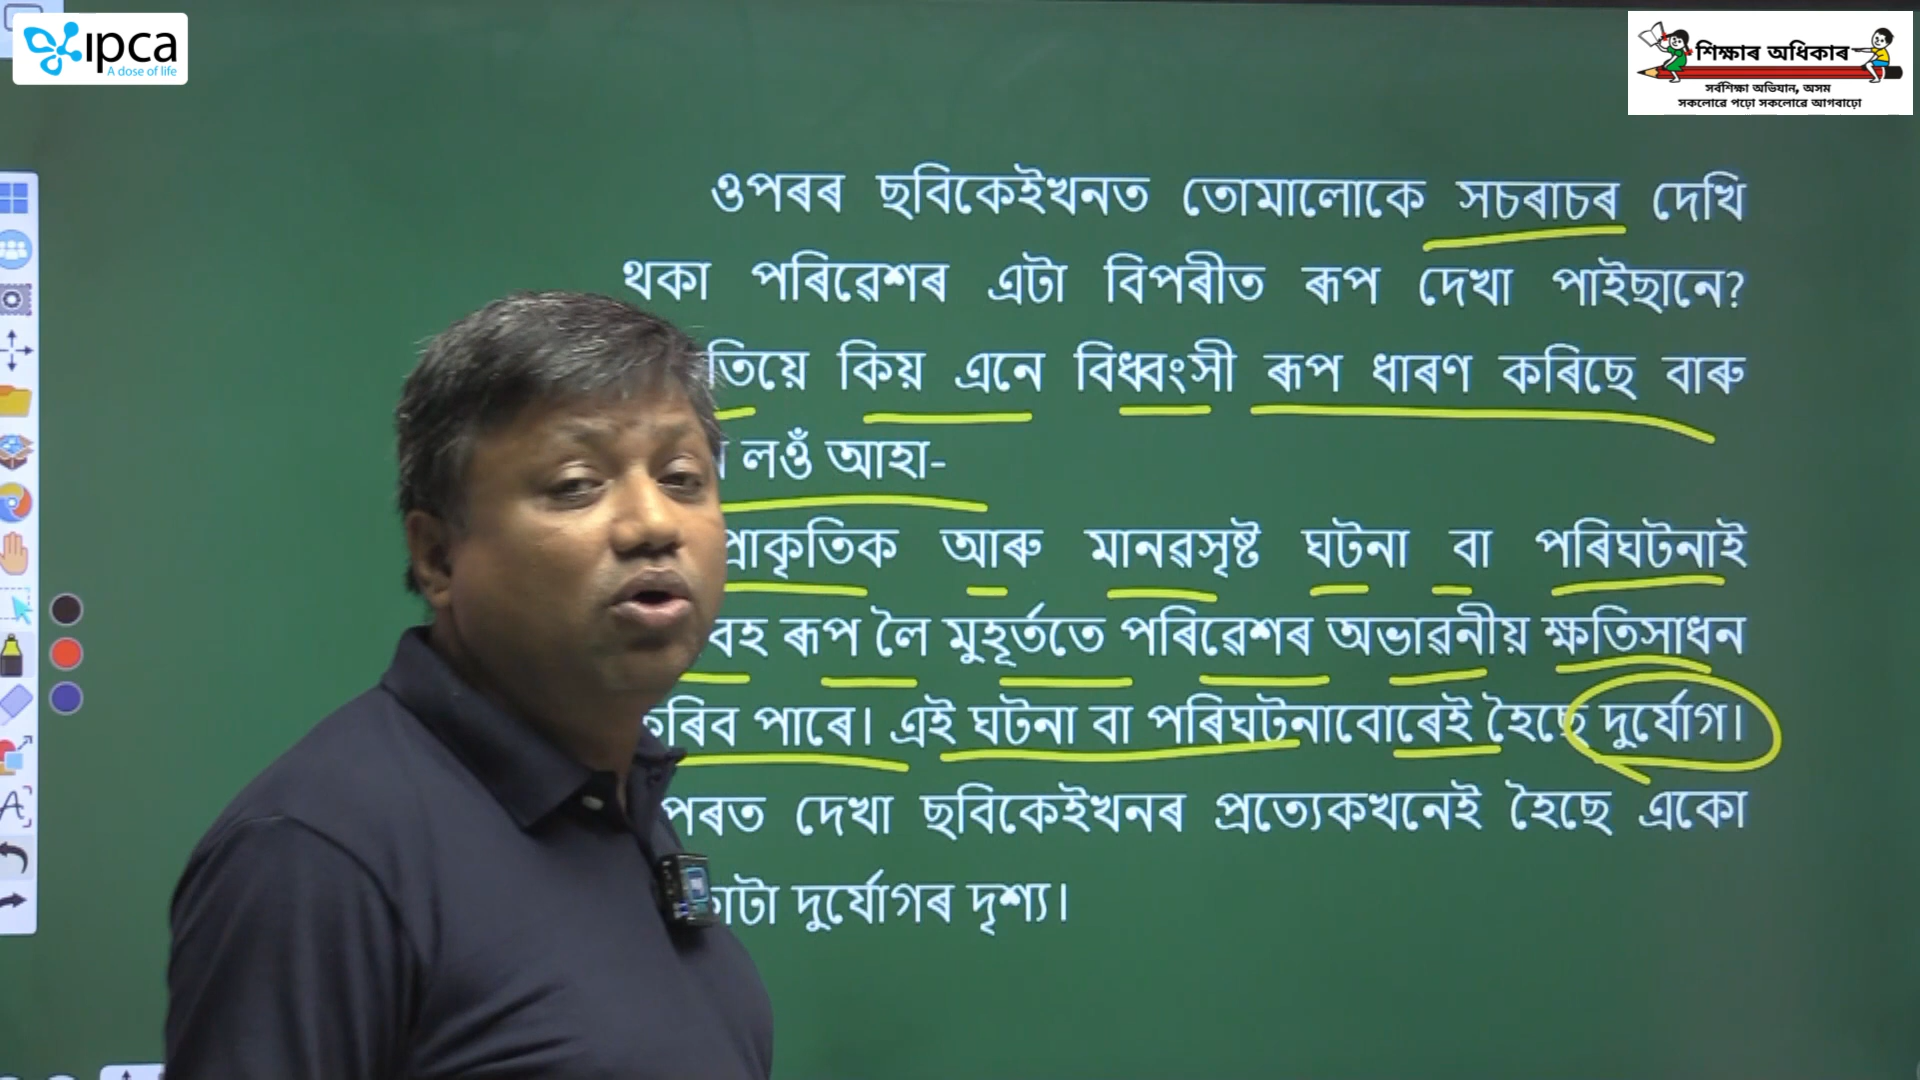 ipca
A dose of life
শিক্ষাৰ অধিকাৰ
সৰ্বশিক্ষা অভিযান, অসম
সকলোৱে পঢ়ো সকলোৱে আগবাঢ়ো
ওপৰৰ ছবিকেইখনত তোমালোকে সচৰাচৰ দেখি
থকা পৰিৱেশৰ এটা বিপৰীত ৰূপ দেখা পাইছানে?
কিয় এনে বিধ্বংসী ৰূপ ধাৰণ কৰিছে বাৰু
লওঁ আহা-
প্ৰাকৃতিক আৰু মানৱসৃষ্ট ঘটনা বা পৰিঘটনাই
ৰূপ লৈ মুহূৰ্ততে পৰিৱেশৰ অভাৱনীয় ক্ষতিসাধন
কৰিব পাৰে। এই ঘটনা বা পৰিঘটনাবোৰেই হৈছে দুৰ্যোগ।
দেখা ছবিকেইখনৰ প্ৰত্যেকখনেই হৈছে একো
দুৰ্যোগৰ দৃশ্য।